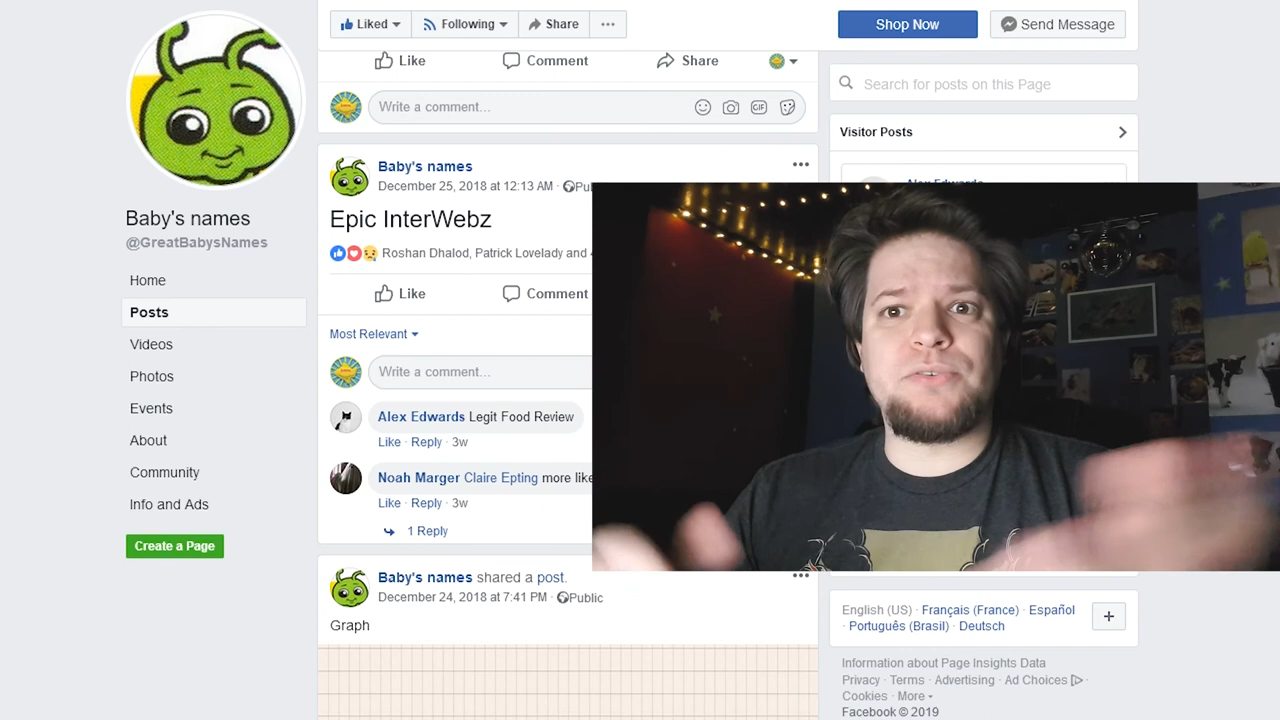 Liked
Following
Share
Shop Now
Send Message
Like
Comment
Share
Write a comment...
GIF
Baby's names
@GreatBabysNames
Home
Posts
Videos
Photos
Events
About
Community
Info and Ads
Create a Page
Baby's names
December 25, 2018 at 12:13 AM ·
Epic InterWebz
Roshan Dhalod, Patrick Lovelady and
Like
Comment
Most Relevant
Write a comment...
Alex Edwards Legit Food Review
Like · Reply · 3w
Noah Marger Claire Epting more like
Like · Reply · 3w
1 Reply
Baby's names shared a post.
December 24, 2018 at 7:41 PM · Public
Graph
Search for posts on this Page
Visitor Posts
Alex Edwards
English (US) · Français (France) · Español
· Português (Brasil) · Deutsch
Information about Page Insights Data
Privacy · Terms · Advertising · Ad Choices ·
Cookies · More
Facebook © 2019